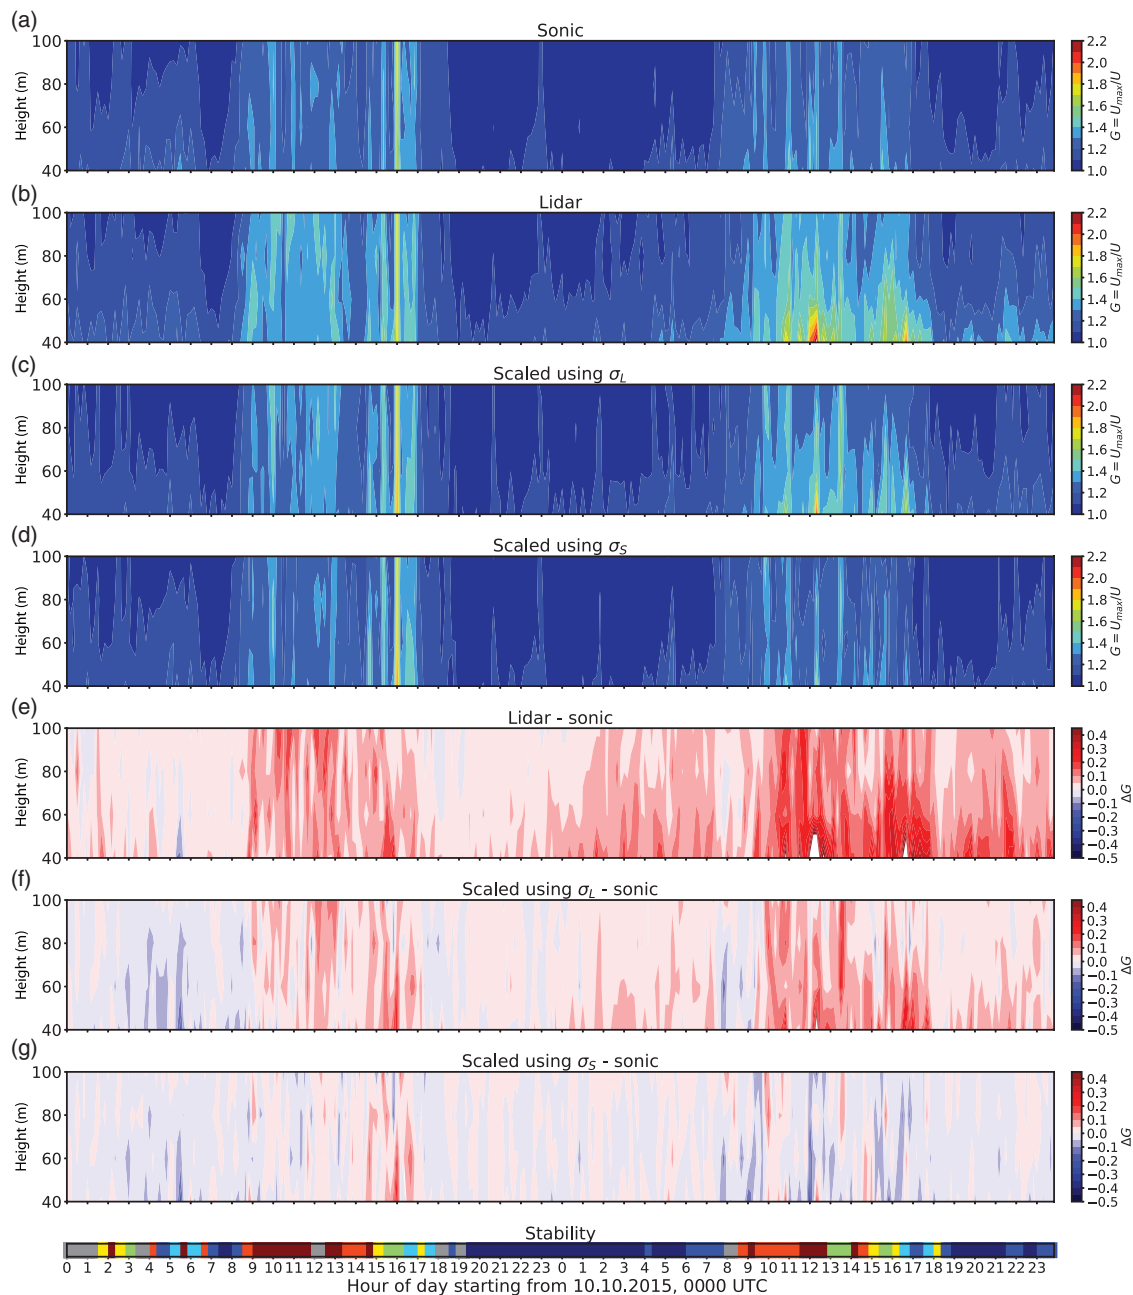 (a)
Sonic
Height (m)
100
80
60
40
2.2
2.0
1.8
1.6
1.4
1.2
1.0
G = U_max/U
(b)
Lidar
Height (m)
100
80
60
40
2.2
2.0
1.8
1.6
1.4
1.2
1.0
G = U_max/U
(c)
Scaled using σ_L
Height (m)
100
80
60
40
2.2
2.0
1.8
1.6
1.4
1.2
1.0
G = U_max/U
(d)
Scaled using σ_S
Height (m)
100
80
60
40
2.2
2.0
1.8
1.6
1.4
1.2
1.0
G = U_max/U
(e)
Lidar - sonic
Height (m)
100
80
60
40
0.4
0.3
0.2
0.1
0.0
−0.1
−0.2
−0.3
−0.4
−0.5
ΔG
(f)
Scaled using σ_L - sonic
Height (m)
100
80
60
40
0.4
0.3
0.2
0.1
0.0
−0.1
−0.2
−0.3
−0.4
−0.5
ΔG
(g)
Scaled using σ_S - sonic
Height (m)
100
80
60
40
0.4
0.3
0.2
0.1
0.0
−0.1
−0.2
−0.3
−0.4
−0.5
ΔG
Stability
0 1 2 3 4 5 6 7 8 9 10 11 12 13 14 15 16 17 18 19 20 21 22 23 0 1 2 3 4 5 6 7 8 9 10 11 12 13 14 15 16 17 18 19 20 21 22 23
Hour of day starting from 10.10.2015, 0000 UTC